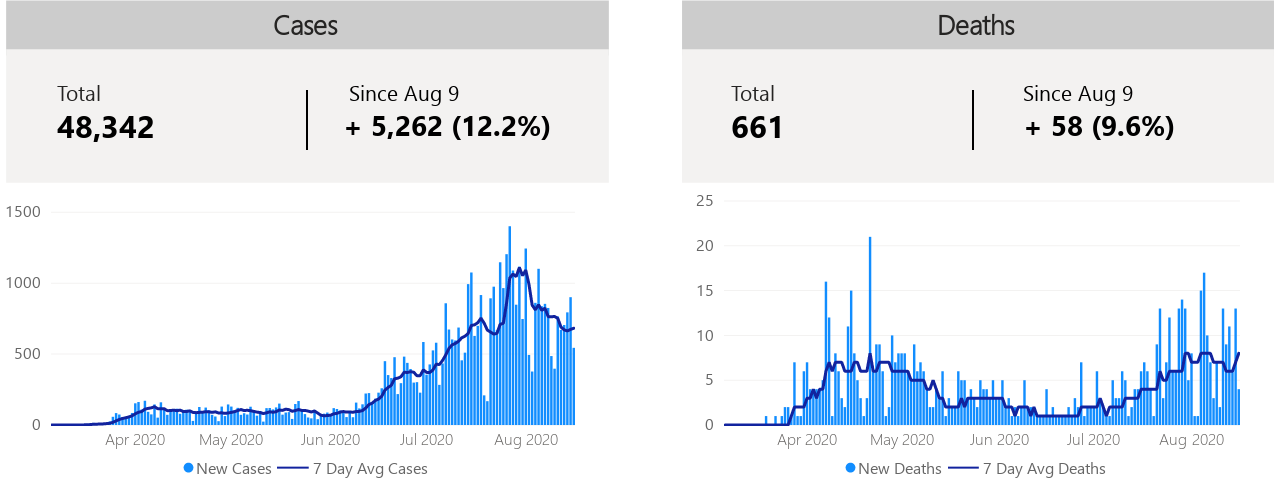 Cases
Total
48,342
Since Aug 9
+ 5,262 (12.2%)
1500
1000
500
0
Apr 2020 May 2020 Jun 2020 Jul 2020 Aug 2020
New Cases 7 Day Avg Cases
Deaths
Total
661
Since Aug 9
+ 58 (9.6%)
25
20
15
10
5
0
Apr 2020 May 2020 Jun 2020 Jul 2020 Aug 2020
New Deaths 7 Day Avg Deaths